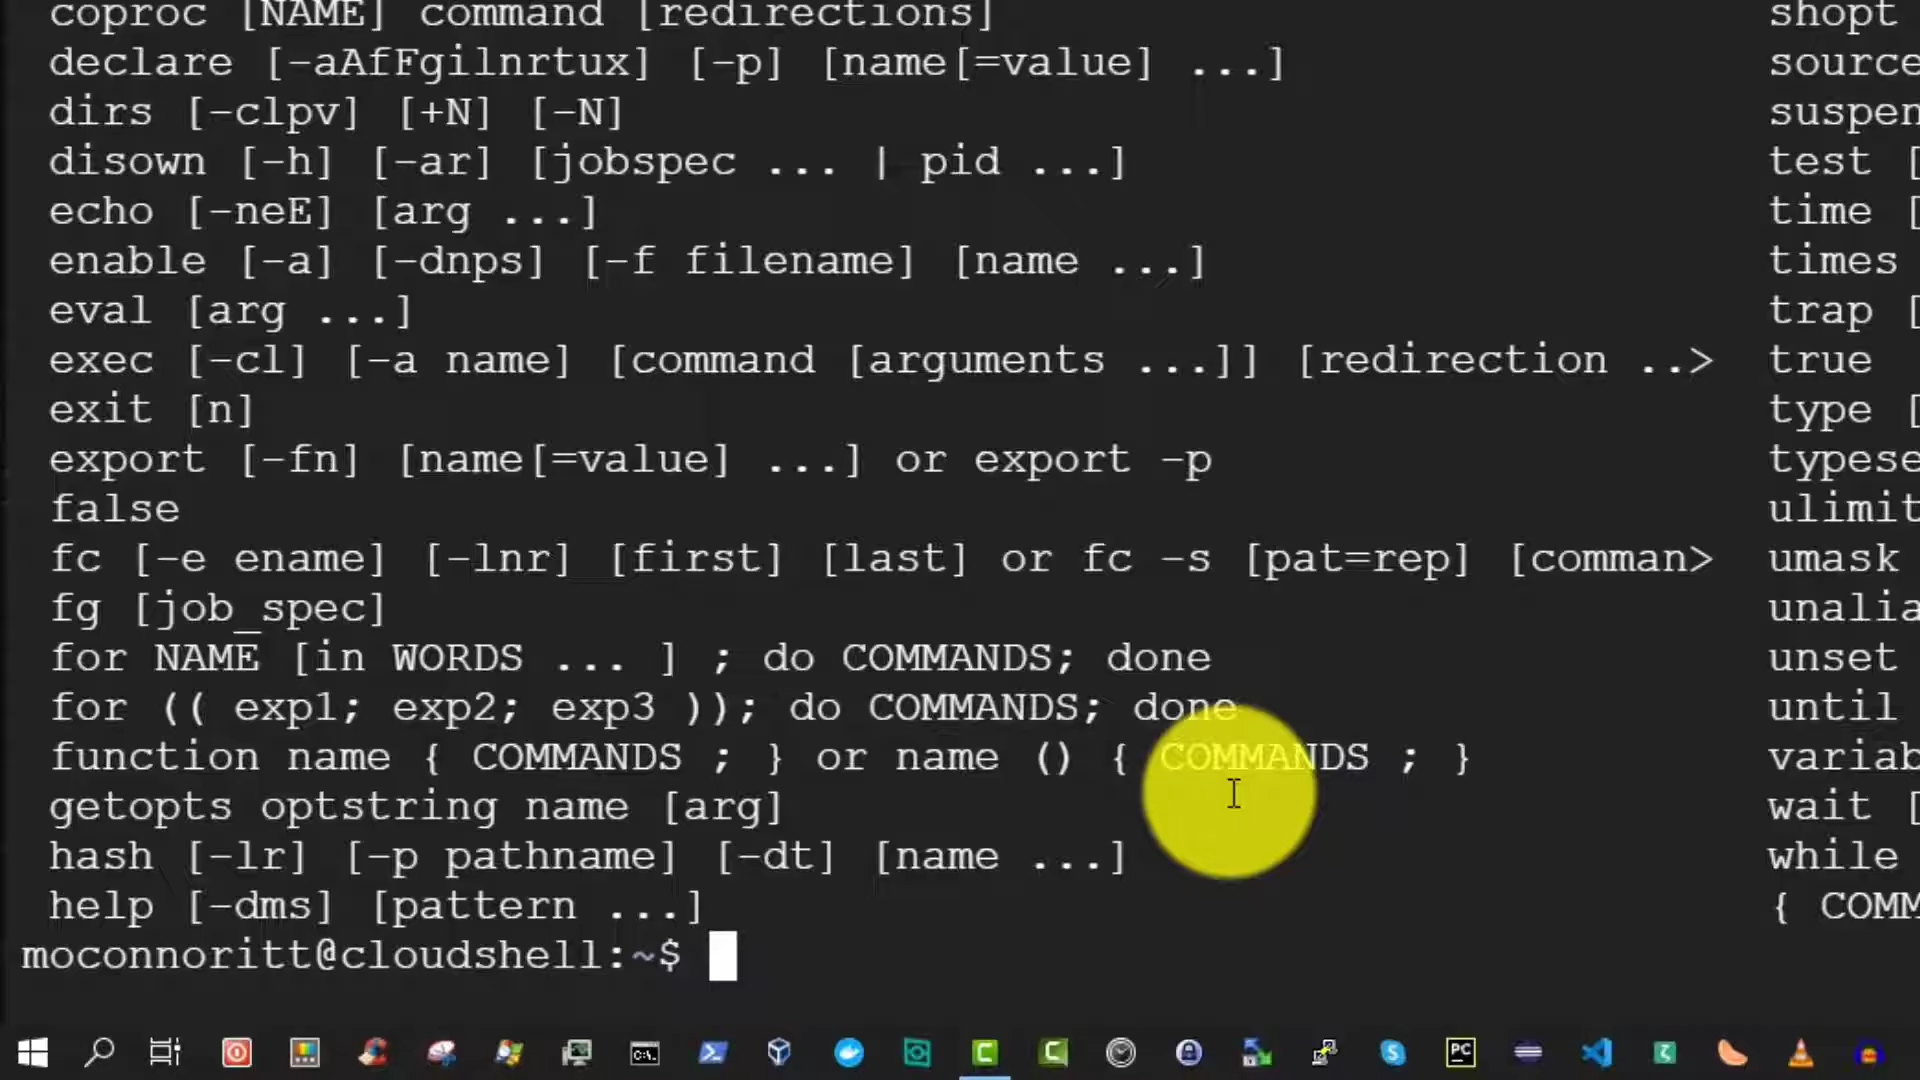 coproc [NAME] command [redirections]
declare [-aAfFgilnrtux] [-p] [name[=value] ...]
dirs [-clpv] [+N] [-N]
disown [-h] [-ar] [jobspec ... | pid ...]
echo [-neE] [arg ...]
enable [-a] [-dnps] [-f filename] [name ...]
eval [arg ...]
exec [-cl] [-a name] [command [arguments ...]] [redirection ..>
exit [n]
export [-fn] [name[=value] ...] or export -p
false
fc [-e ename] [-lnr] [first] [last] or fc -s [pat=rep] [comman>
fg [job_spec]
for NAME [in WORDS ... ] ; do COMMANDS; done
for (( exp1; exp2; exp3 )); do COMMANDS; done
function name { COMMANDS ; } or name () { COMMANDS ; }
getopts optstring name [arg]
hash [-lr] [-p pathname] [-dt] [name ...]
help [-dms] [pattern ...]
moconnoritt@cloudshell:~$
shopt
source
suspen
test [
time [
times
trap [
true
type [
typese
ulimit
umask
unalia
unset
until
variab
wait [
while
{ COMM
C:\_
C
C
S
PC